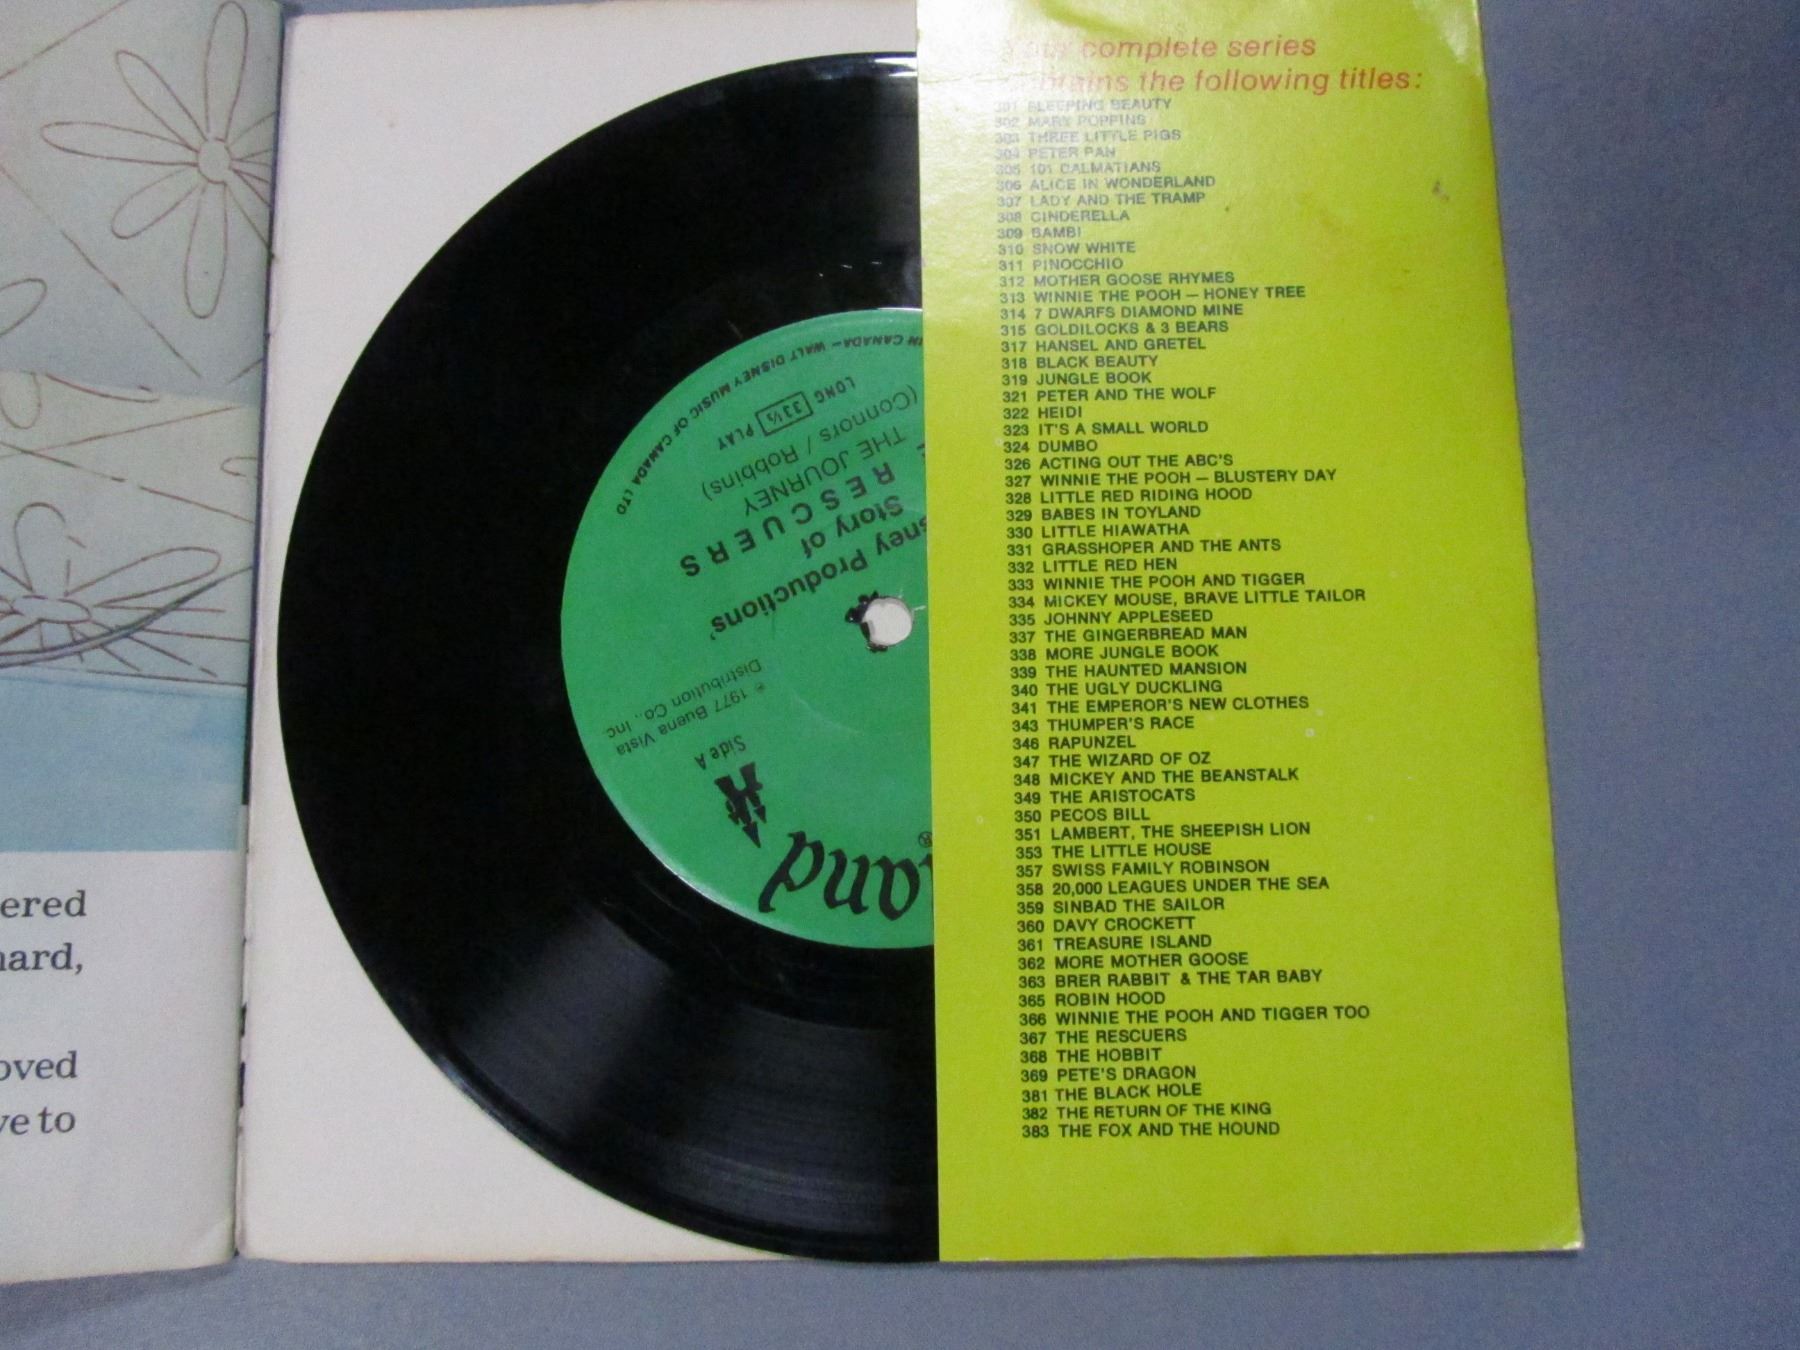 ered
hard,
oved
ve to
IN CANADA — WALT DISNEY MUSIC OF CANADA LTD
LONG 33⅓ PLAY
(Connors / Robbins)
THE JOURNEY
RESCUERS
Story of
sney Productions'
℗ 1977 Buena Vista
Distribution Co., Inc.
Side A
land®
complete series
the following titles:
301 SLEEPING BEAUTY
302 MARY POPPINS
303 THREE LITTLE PIGS
304 PETER PAN
305 101 DALMATIANS
306 ALICE IN WONDERLAND
307 LADY AND THE TRAMP
308 CINDERELLA
309 BAMBI
310 SNOW WHITE
311 PINOCCHIO
312 MOTHER GOOSE RHYMES
313 WINNIE THE POOH — HONEY TREE
314 7 DWARFS DIAMOND MINE
315 GOLDILOCKS & 3 BEARS
317 HANSEL AND GRETEL
318 BLACK BEAUTY
319 JUNGLE BOOK
321 PETER AND THE WOLF
322 HEIDI
323 IT'S A SMALL WORLD
324 DUMBO
326 ACTING OUT THE ABC'S
327 WINNIE THE POOH — BLUSTERY DAY
328 LITTLE RED RIDING HOOD
329 BABES IN TOYLAND
330 LITTLE HIAWATHA
331 GRASSHOPER AND THE ANTS
332 LITTLE RED HEN
333 WINNIE THE POOH AND TIGGER
334 MICKEY MOUSE, BRAVE LITTLE TAILOR
335 JOHNNY APPLESEED
337 THE GINGERBREAD MAN
338 MORE JUNGLE BOOK
339 THE HAUNTED MANSION
340 THE UGLY DUCKLING
341 THE EMPEROR'S NEW CLOTHES
343 THUMPER'S RACE
346 RAPUNZEL
347 THE WIZARD OF OZ
348 MICKEY AND THE BEANSTALK
349 THE ARISTOCATS
350 PECOS BILL
351 LAMBERT, THE SHEEPISH LION
353 THE LITTLE HOUSE
357 SWISS FAMILY ROBINSON
358 20,000 LEAGUES UNDER THE SEA
359 SINBAD THE SAILOR
360 DAVY CROCKETT
361 TREASURE ISLAND
362 MORE MOTHER GOOSE
363 BRER RABBIT & THE TAR BABY
365 ROBIN HOOD
366 WINNIE THE POOH AND TIGGER TOO
367 THE RESCUERS
368 THE HOBBIT
369 PETE'S DRAGON
381 THE BLACK HOLE
382 THE RETURN OF THE KING
383 THE FOX AND THE HOUND